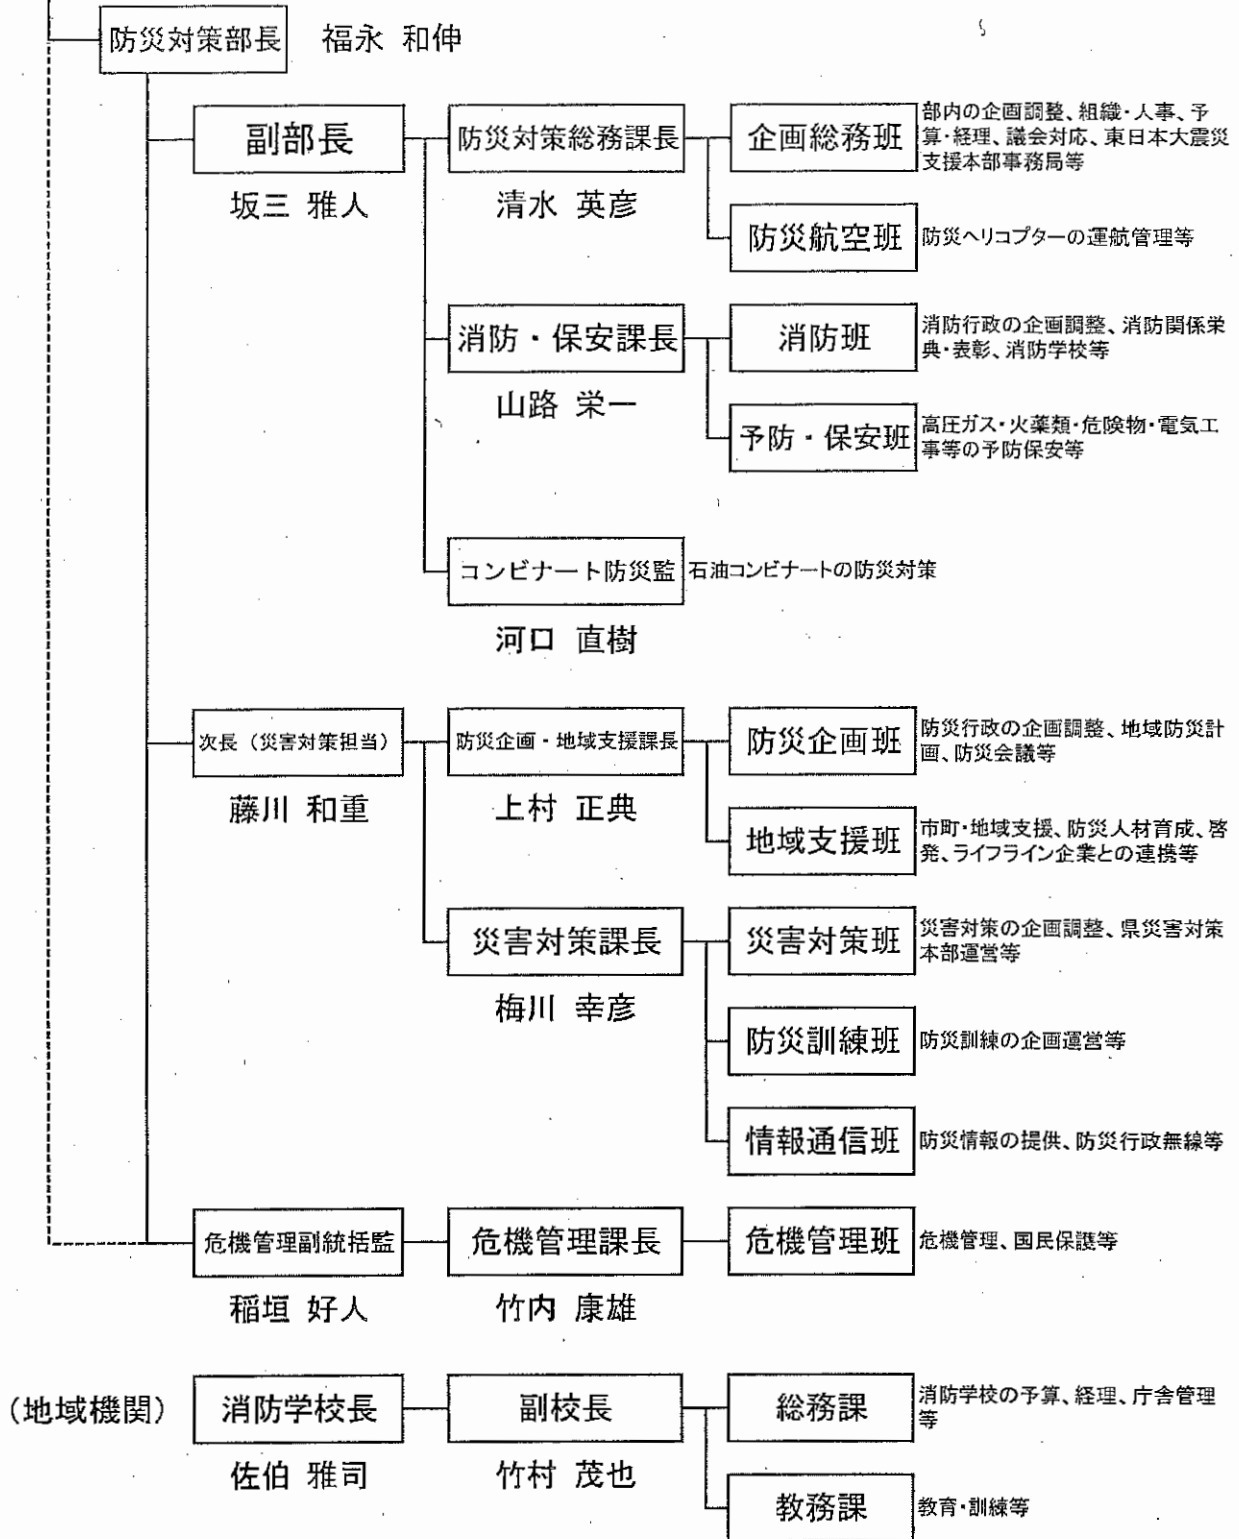 防災対策部長 福永 和伸
副部長
坂三 雅人
防災対策総務課長
清水 英彦
企画総務班
部内の企画調整、組織・人事、予
算・経理、議会対応、東日本大震災
支援本部事務局等
防災航空班
防災ヘリコプターの運航管理等
消防・保安課長
山路 栄一
消防班
消防行政の企画調整、消防関係栄
典・表彰、消防学校等
予防・保安班
高圧ガス・火薬類・危険物・電気工
事等の予防保安等
コンビナート防災監
石油コンビナートの防災対策
河口 直樹
次長（災害対策担当）
藤川 和重
防災企画・地域支援課長
上村 正典
防災企画班
防災行政の企画調整、地域防災計
画、防災会議等
地域支援班
市町・地域支援、防災人材育成、啓
発、ライフライン企業との連携等
災害対策課長
梅川 幸彦
災害対策班
災害対策の企画調整、県災害対策
本部運営等
防災訓練班
防災訓練の企画運営等
情報通信班
防災情報の提供、防災行政無線等
危機管理副統括監
稲垣 好人
危機管理課長
竹内 康雄
危機管理班
危機管理、国民保護等
（地域機関）
消防学校長
佐伯 雅司
副校長
竹村 茂也
総務課
消防学校の予算、経理、庁舎管理
等
教務課
教育・訓練等